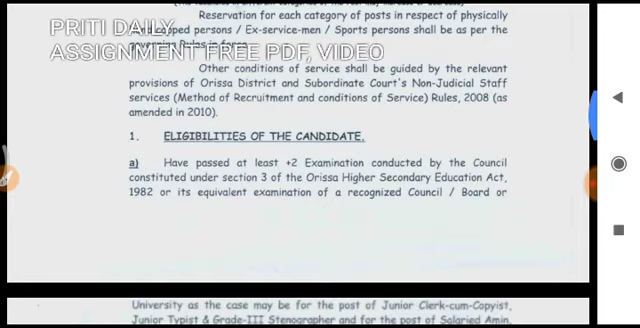 Reservation for each category of posts in respect of physically
PRITI DAILY
persons / Ex-service-men / Sports persons shall be as per the
ASSIGNMENT FREE PDF, VIDEO
governing Rules in force.
Other conditions of service shall be guided by the relevant
provisions of Orissa District and Subordinate Court's Non-Judicial Staff
services (Method of Recruitment and conditions of Service) Rules, 2008 (as
amended in 2010).
1. ELIGIBILITIES OF THE CANDIDATE.
a) Have passed at least +2 Examination conducted by the Council
constituted under section 3 of the Orissa Higher Secondary Education Act,
1982 or its equivalent examination of a recognized Council / Board or
University as the case may be for the post of Junior Clerk-cum-Copyist,
Junior Typist & Grade-III Stenographer and for the post of Salaried Amin,